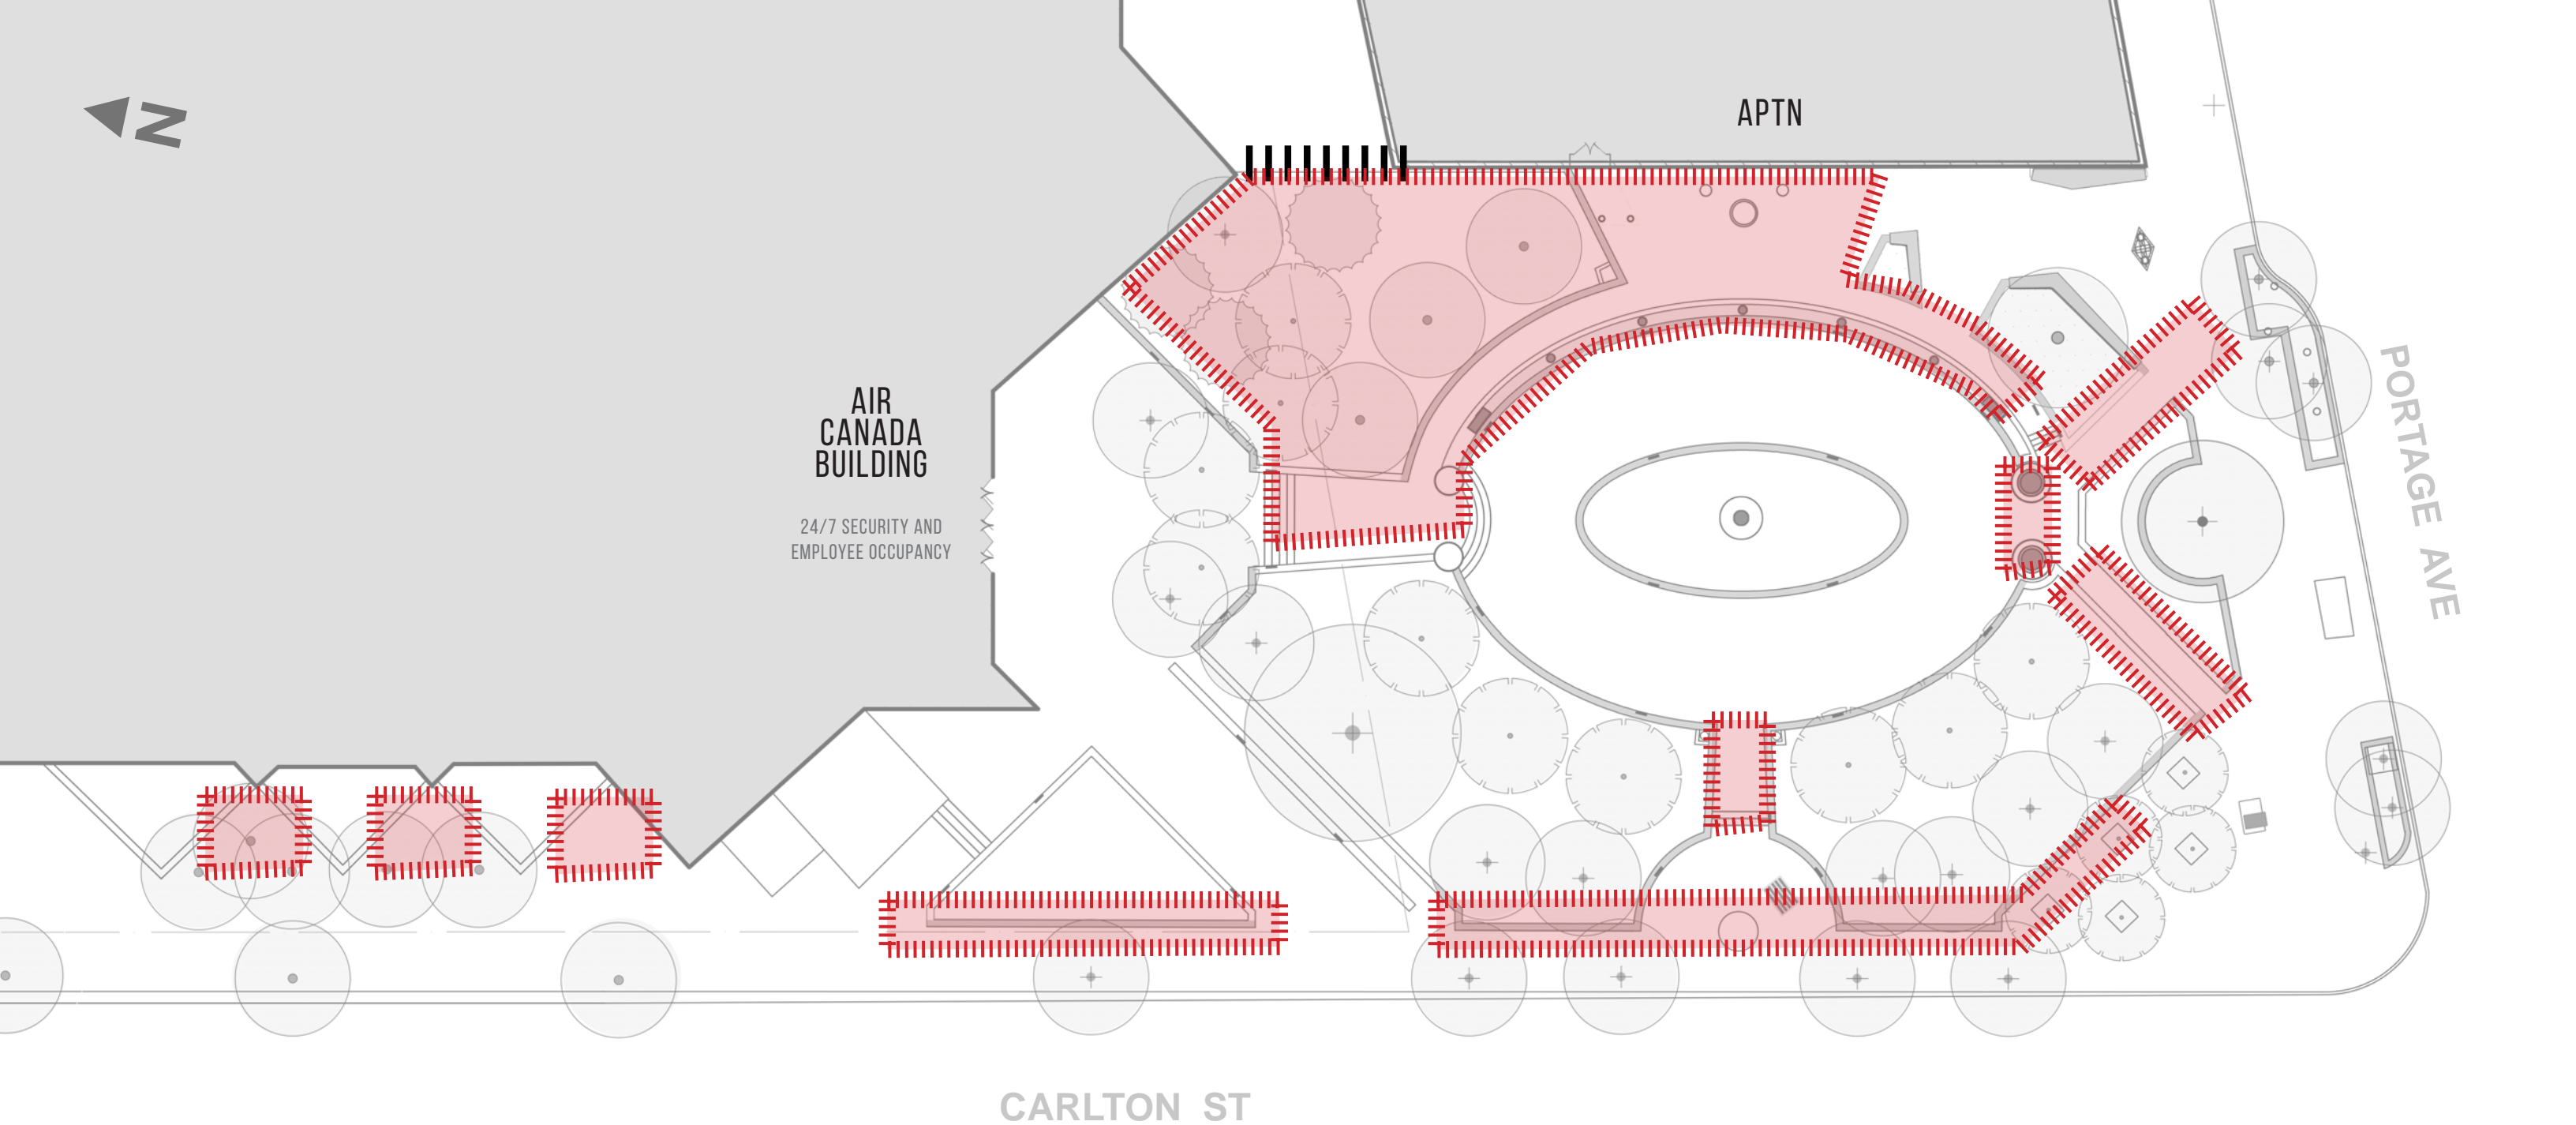 N
APTN
AIR
CANADA
BUILDING
24/7 SECURITY AND
EMPLOYEE OCCUPANCY
PORTAGE AVE
CARLTON ST